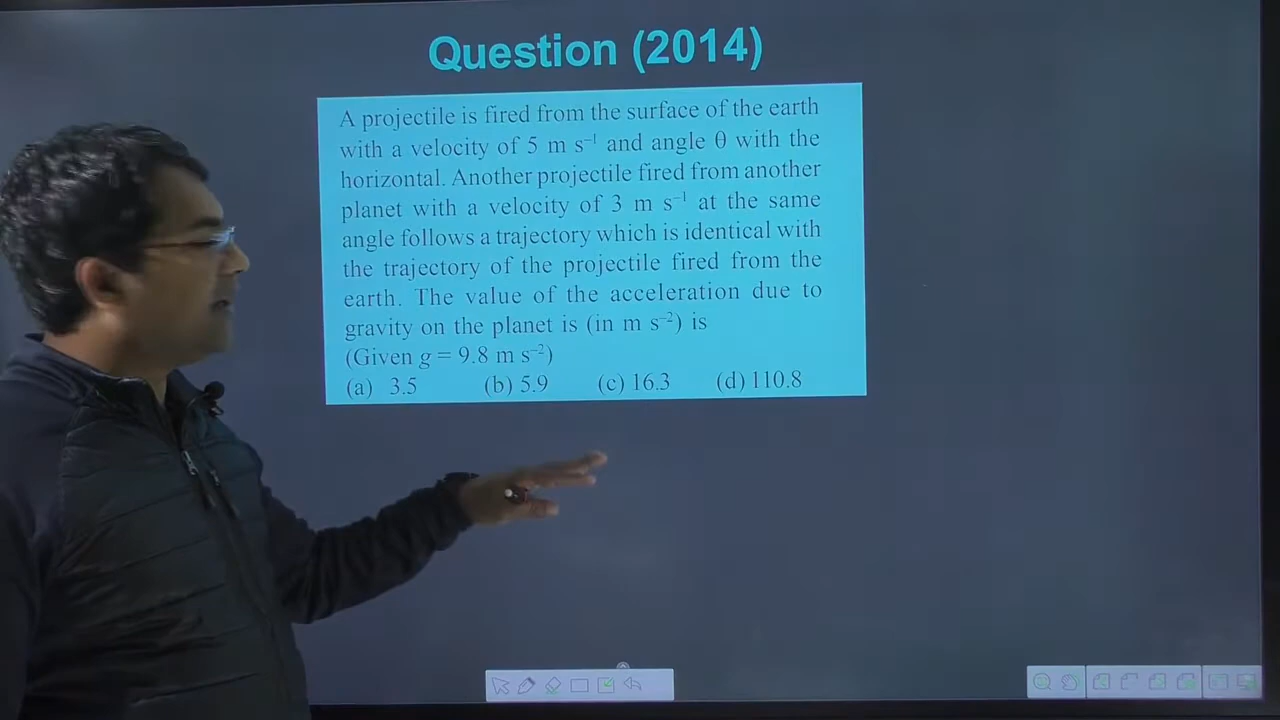 Question (2014)
A projectile is fired from the surface of the earth
with a velocity of 5 m s⁻¹ and angle θ with the
horizontal. Another projectile fired from another
planet with a velocity of 3 m s⁻¹ at the same
angle follows a trajectory which is identical with
the trajectory of the projectile fired from the
earth. The value of the acceleration due to
gravity on the planet is (in m s⁻²) is
(Given g = 9.8 m s⁻²)
(a) 3.5 (b) 5.9 (c) 16.3 (d) 110.8